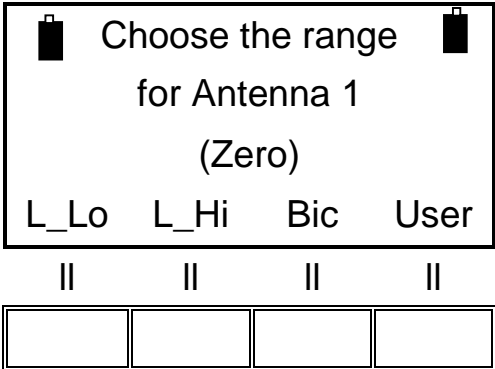 Choose the range
for Antenna 1
(Zero)
L_Lo L_Hi Bic User